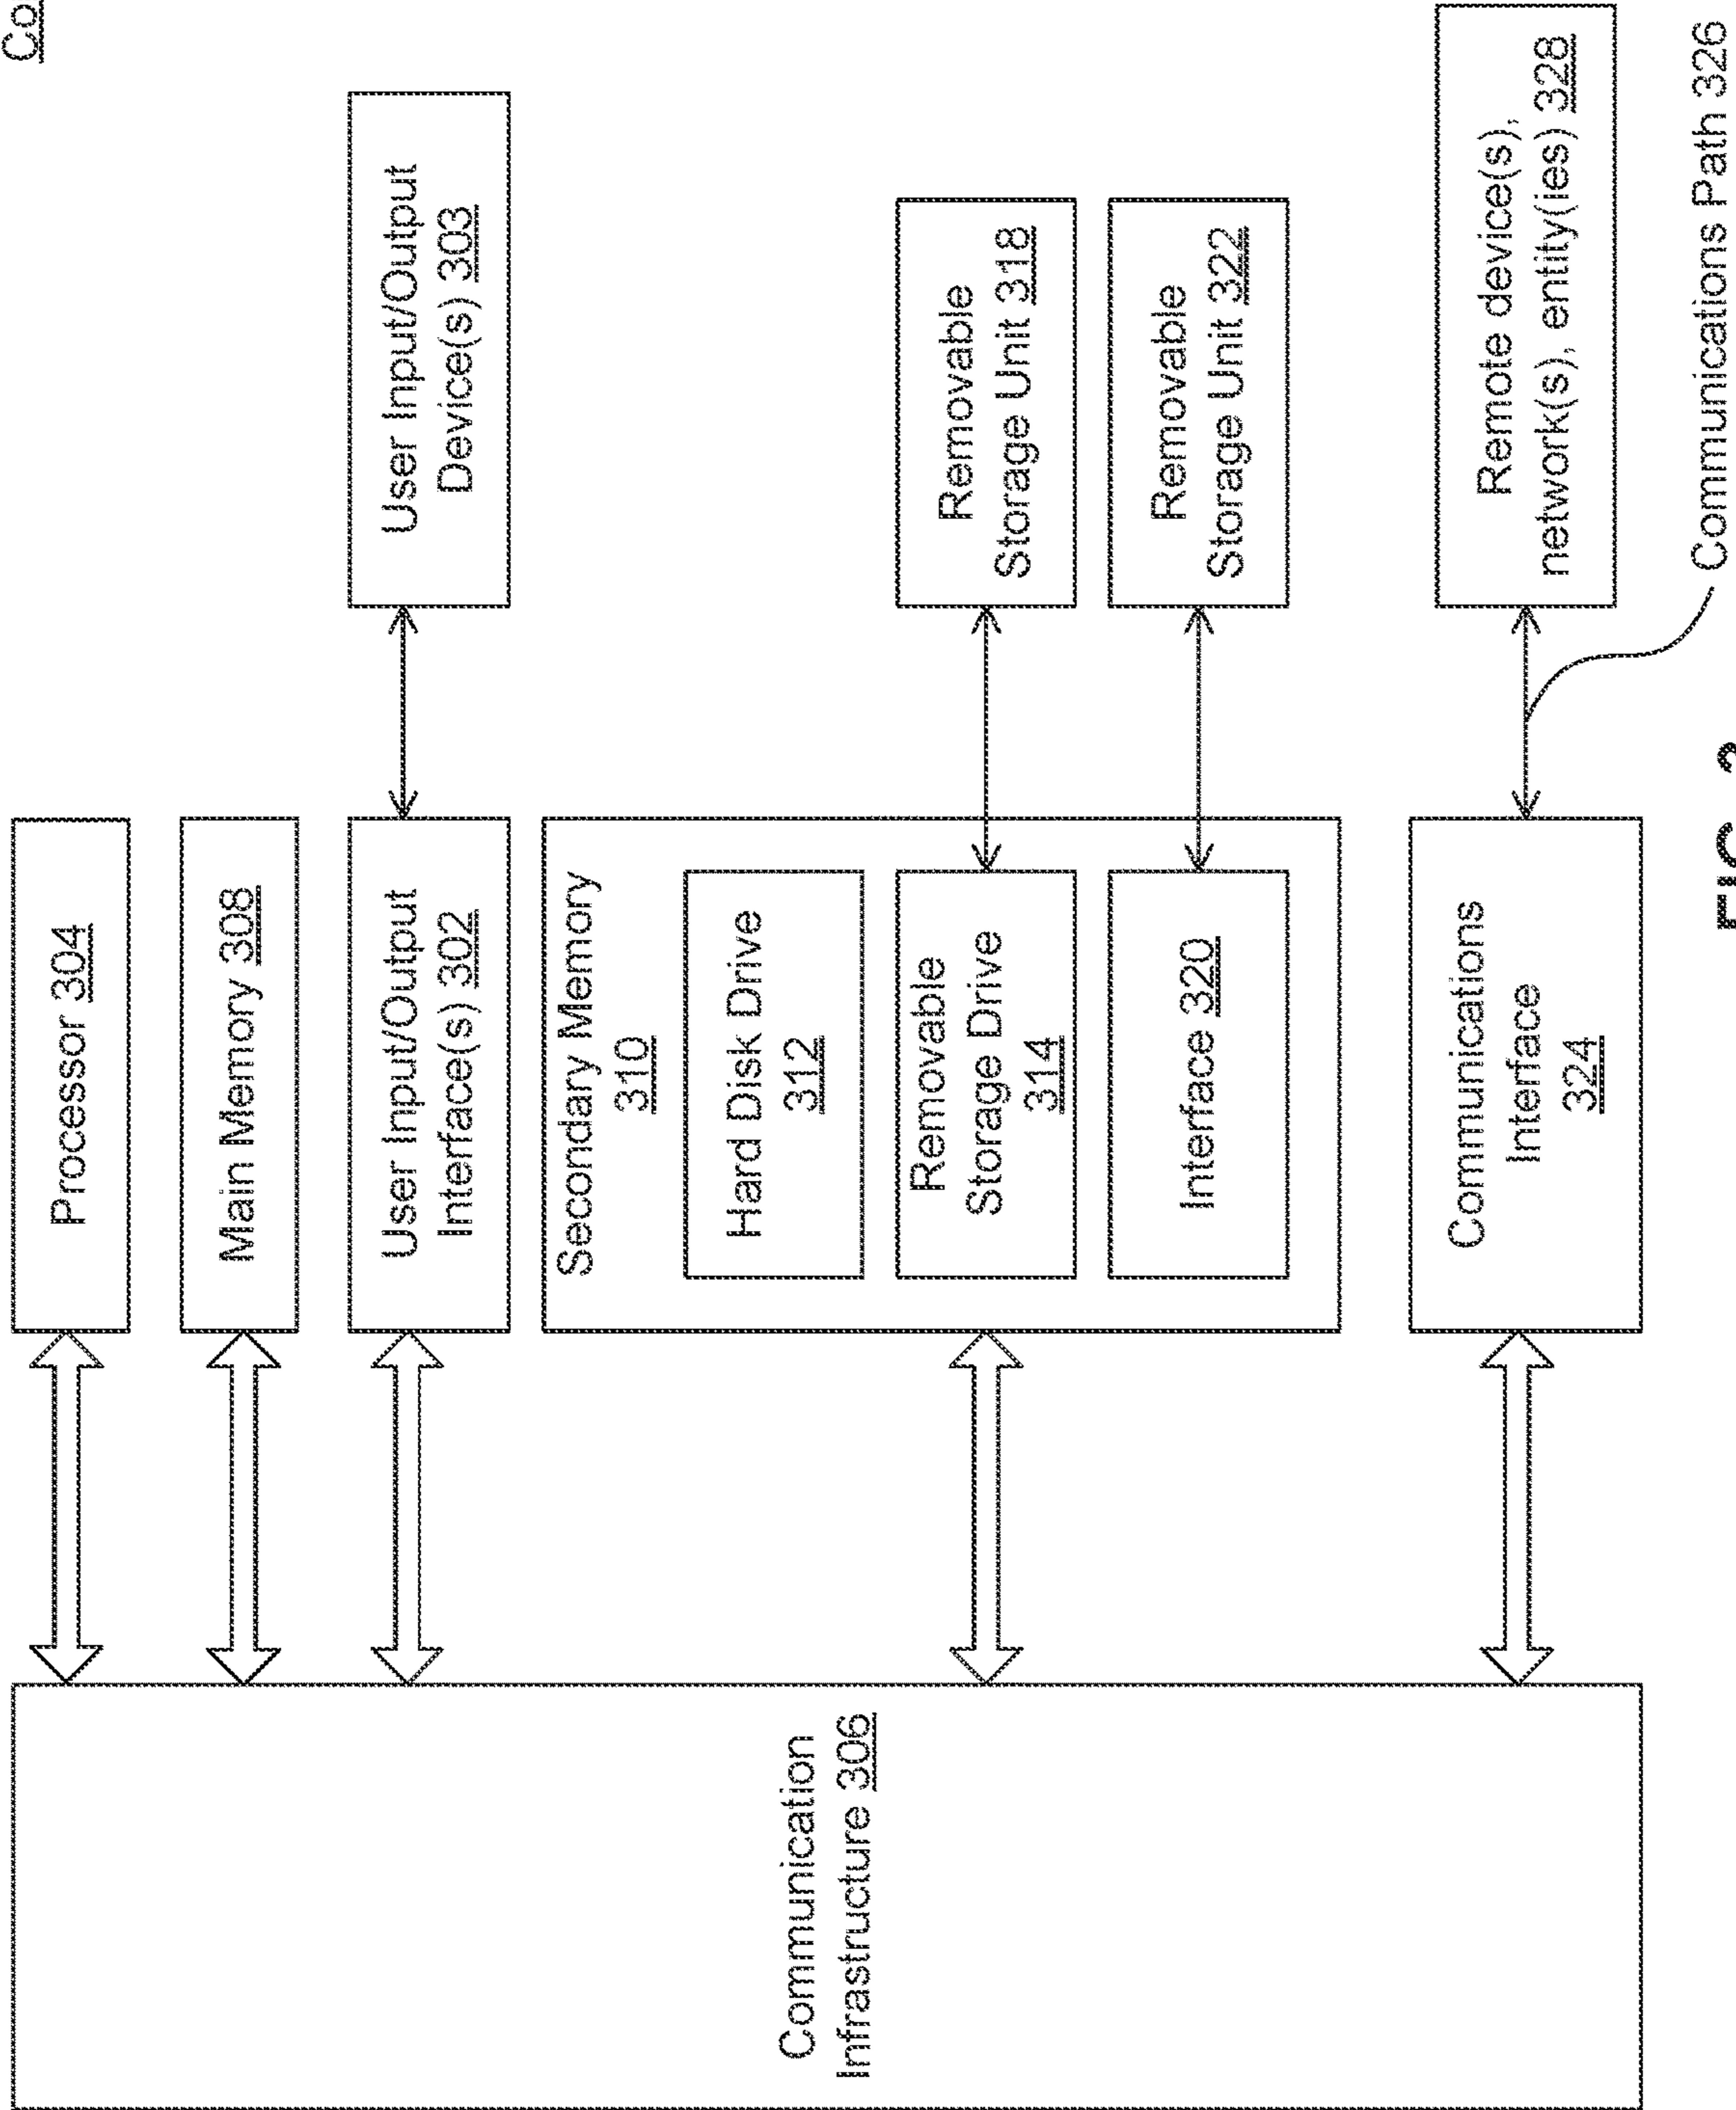 Co
Processor 304
Main Memory 308
User Input/Output
Interface(s) 302
User Input/Output
Device(s) 303
Secondary Memory
310
Hard Disk Drive
312
Communication
Infrastructure 306
Removable
Storage Drive
314
Removable
Storage Unit 318
Interface 320
Removable
Storage Unit 322
Communications
Interface
324
Remote device(s),
network(s), entity(ies) 328
Communications Path 326
FIG.